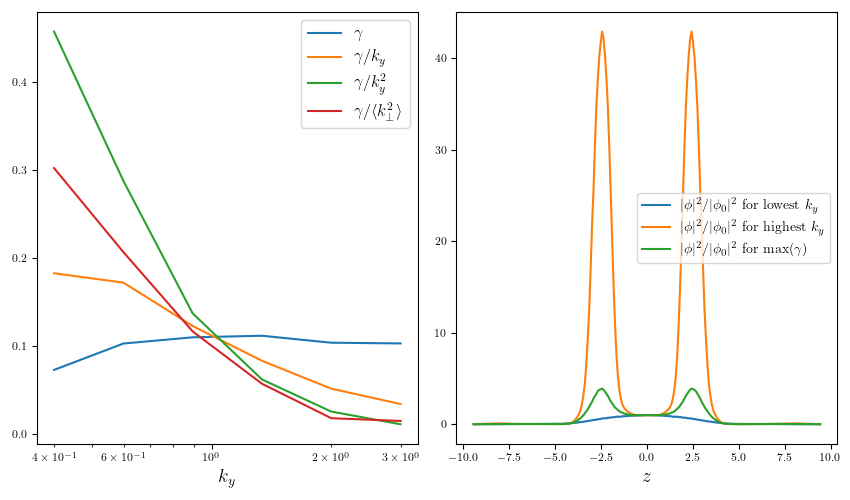 0.4
0.3
0.2
0.1
0.0
γ
γ/k_y
γ/k_y^2
γ/⟨k_⊥^2⟩
4 × 10^−1
6 × 10^−1
10^0
2 × 10^0
3 × 10^0
k_y
40
30
20
10
0
|ϕ|^2/|ϕ_0|^2 for lowest k_y
|ϕ|^2/|ϕ_0|^2 for highest k_y
|ϕ|^2/|ϕ_0|^2 for max(γ)
−10.0 −7.5 −5.0 −2.5 0.0 2.5 5.0 7.5 10.0
z